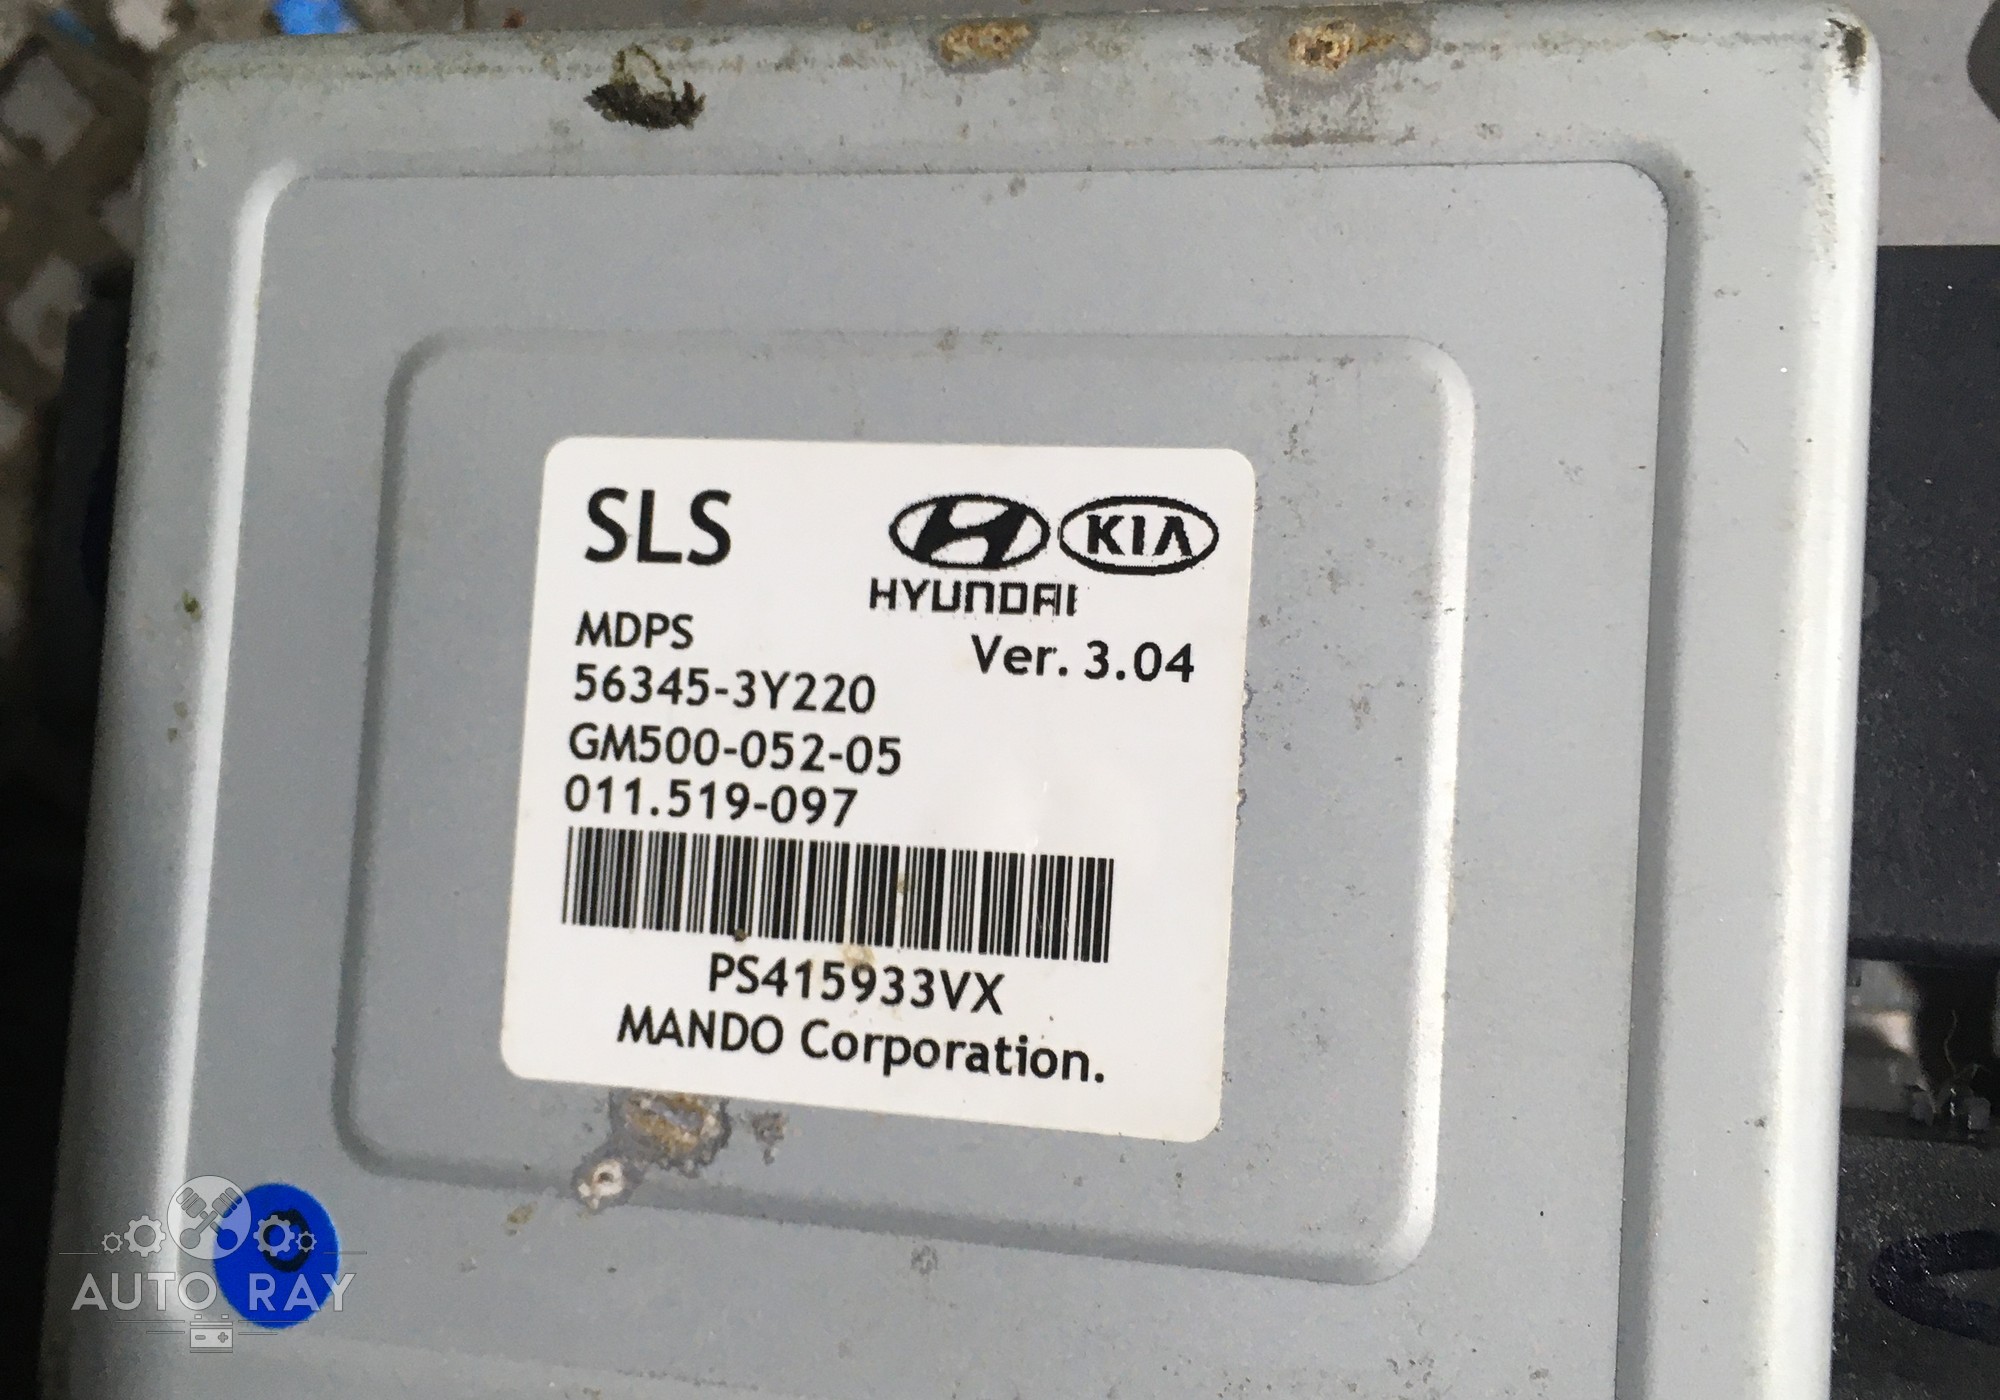 SLS
KIA
HYUNDAI
MDPS
Ver. 3.04
56345-3Y220
GM500-052-05
011.519-097
PS415933VX
MANDO Corporation.
AUTO RAY